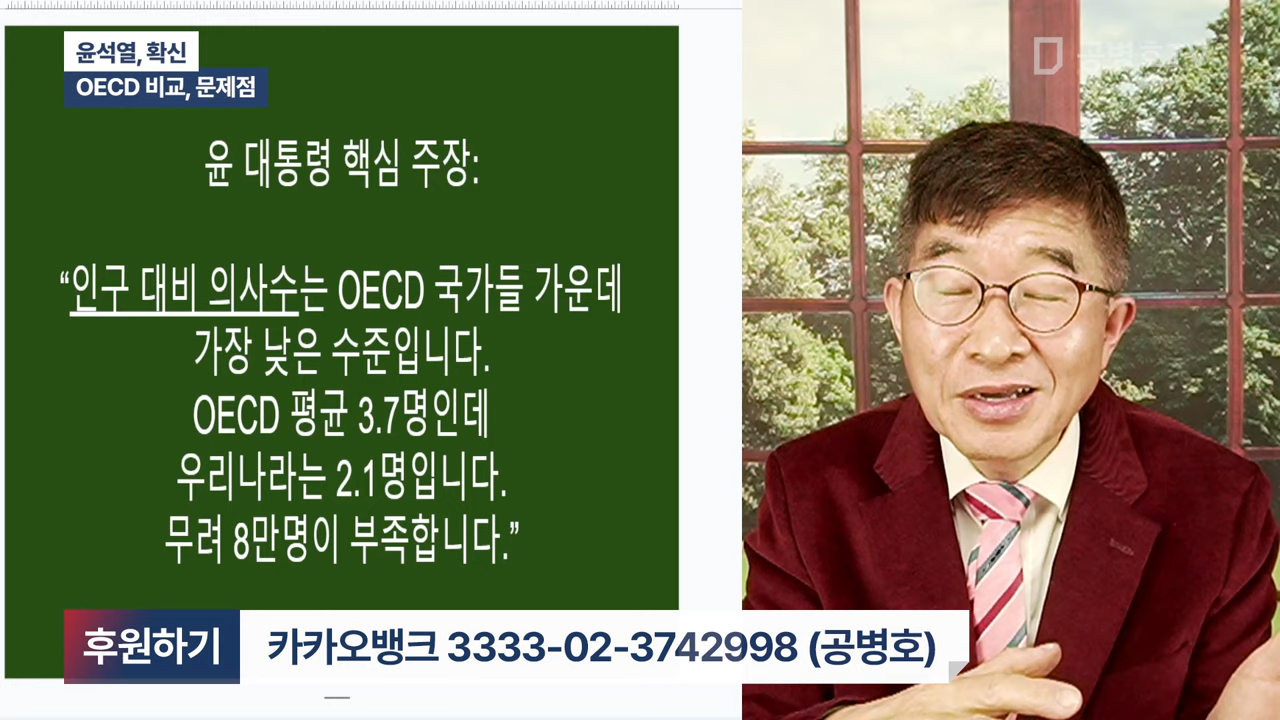 윤석열, 확신
OECD 비교, 문제점
윤 대통령 핵심 주장:
“인구 대비 의사수는 OECD 국가들 가운데
가장 낮은 수준입니다.
OECD 평균 3.7명인데
우리나라는 2.1명입니다.
무려 8만명이 부족합니다.”
후원하기
카카오뱅크 3333-02-3742998 (공병호)
공병호